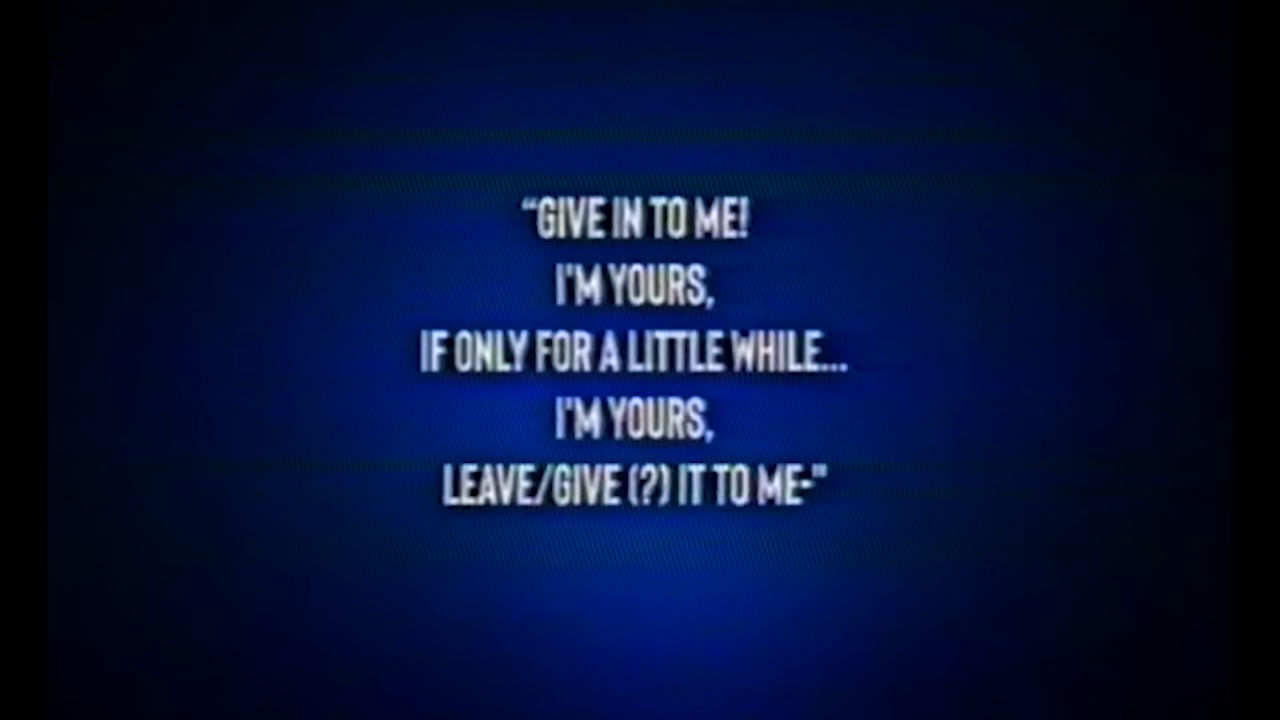 “GIVE IN TO ME!
I'M YOURS,
IF ONLY FOR A LITTLE WHILE...
I'M YOURS,
LEAVE/GIVE (?) IT TO ME-"